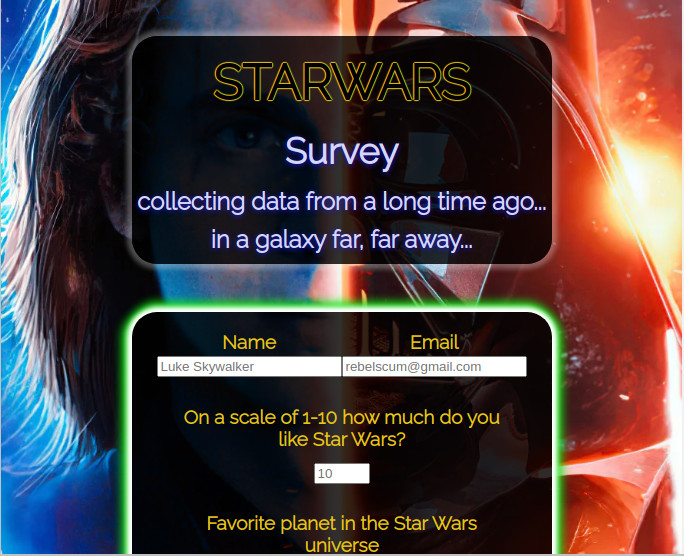 STARWARS
Survey
collecting data from a long time ago...
in a galaxy far, far away...
Name Email
Luke Skywalker rebelscum@gmail.com
On a scale of 1-10 how much do you
like Star Wars?
10
Favorite planet in the Star Wars
universe